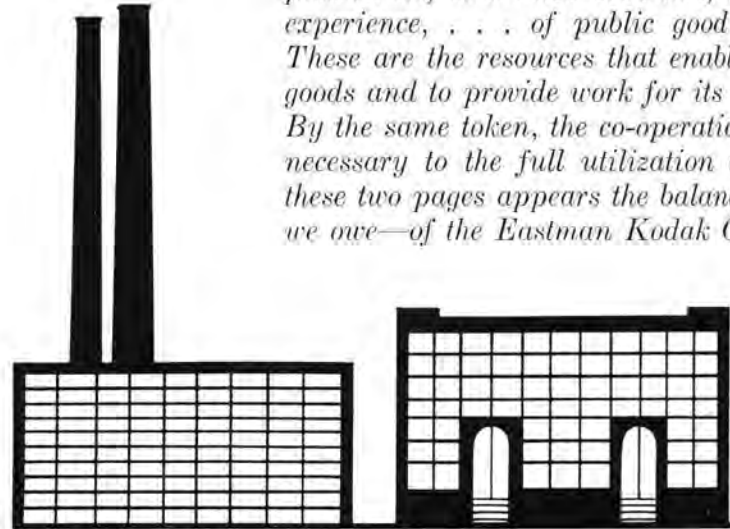 experience, . . . of public good
These are the resources that enabl
goods and to provide work for its
By the same token, the co-operatio
necessary to the full utilization
these two pages appears the balan
we owe—of the Eastman Kodak C